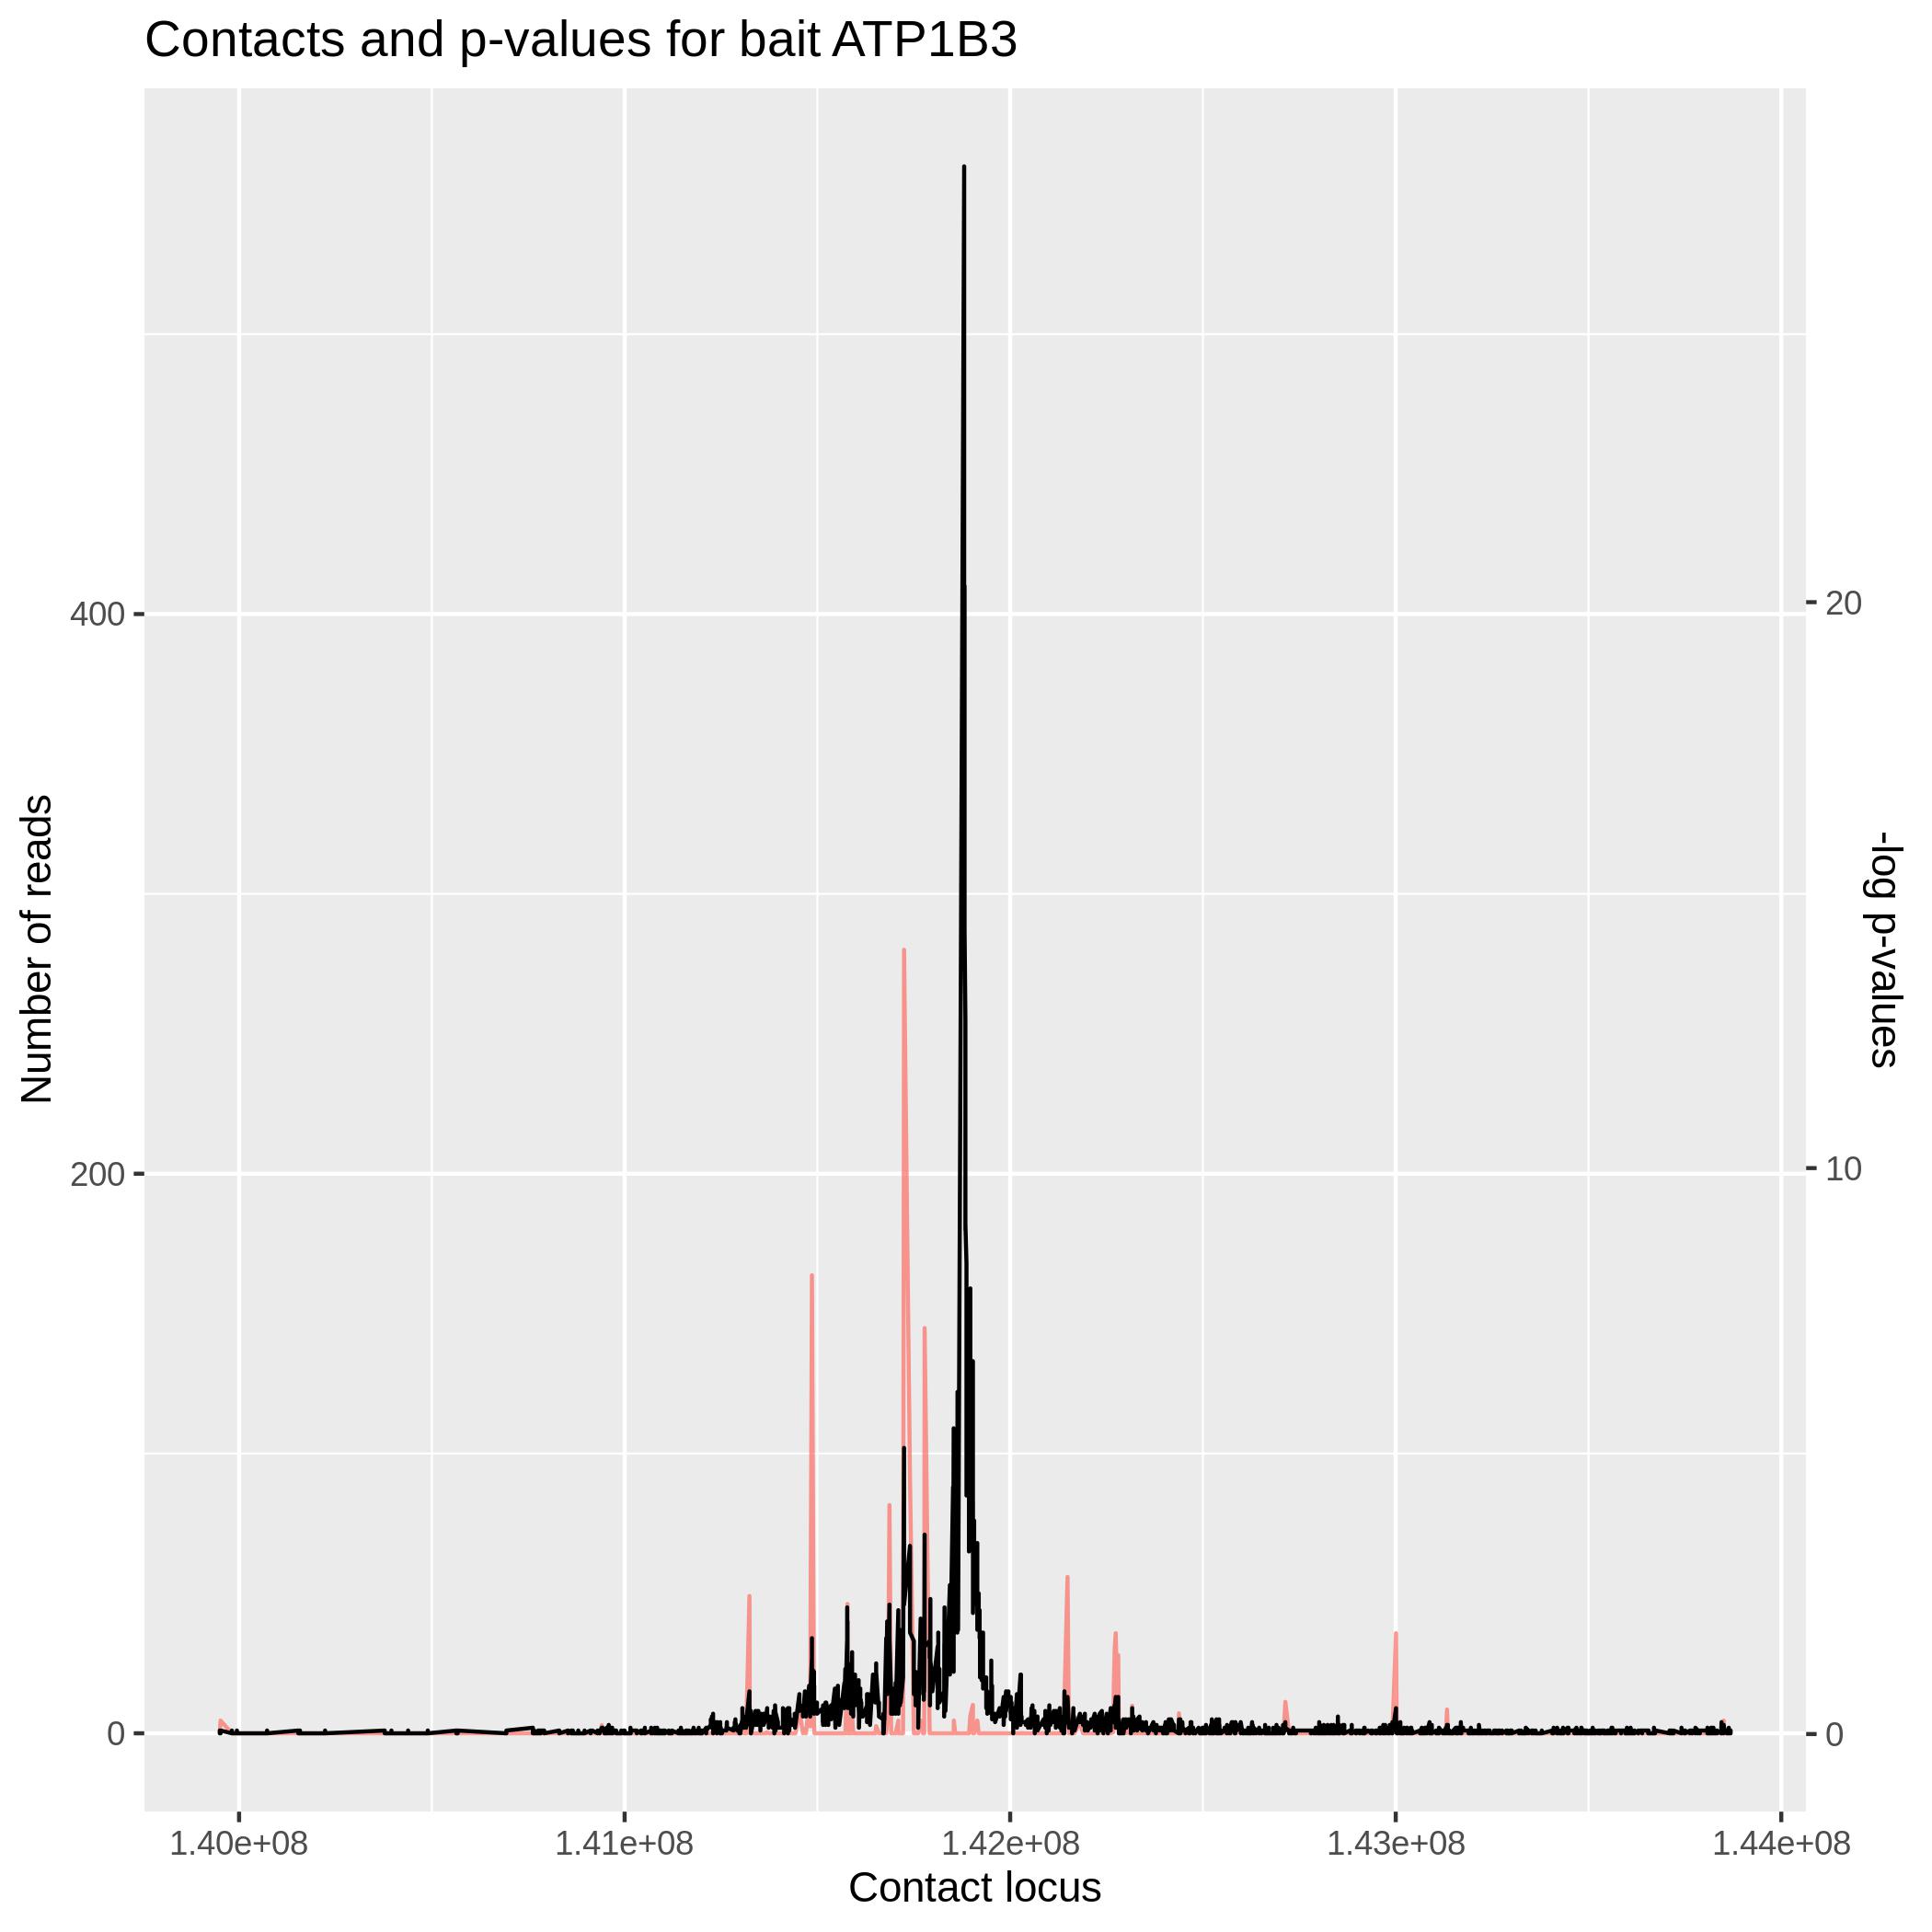 Contacts and p-values for bait ATP1B3
Number of reads
400
200
0
20
10
0
-log p-values
1.40e+08
1.41e+08
1.42e+08
1.43e+08
1.44e+08
Contact locus